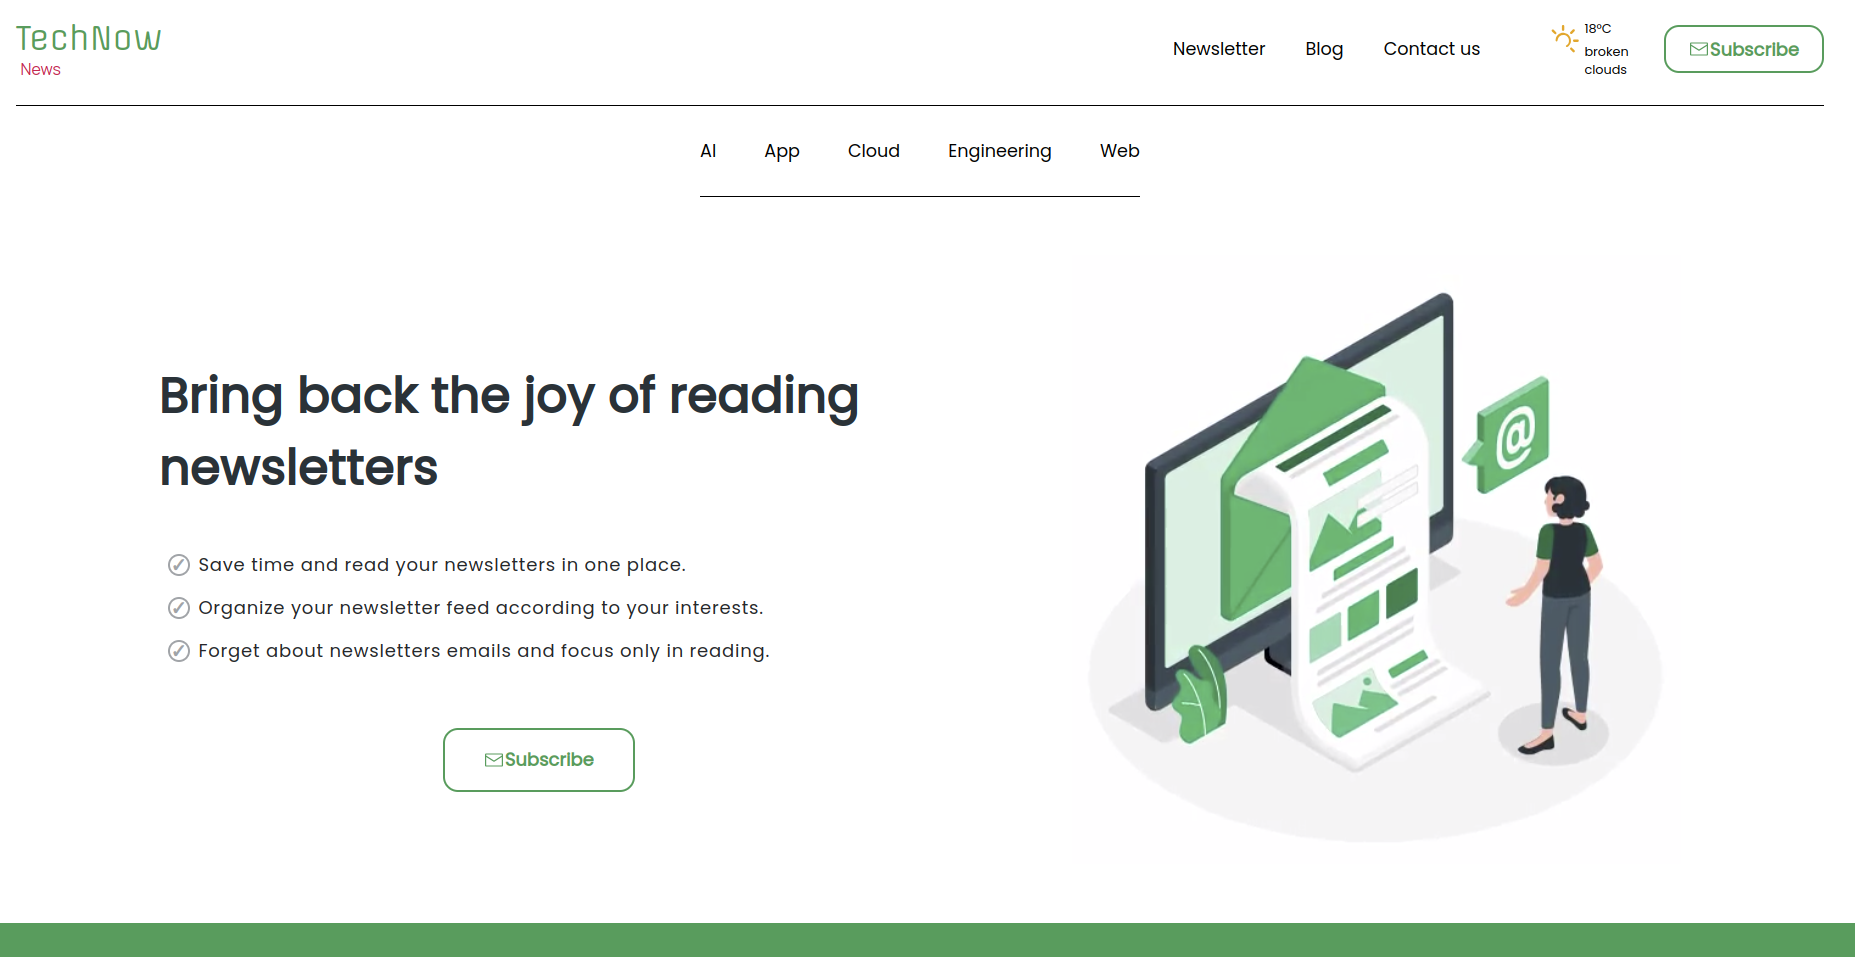 TechNow
News
Newsletter Blog Contact us
18°C
broken
clouds
Subscribe
AI App Cloud Engineering Web
Bring back the joy of reading
newsletters
Save time and read your newsletters in one place.
Organize your newsletter feed according to your interests.
Forget about newsletters emails and focus only in reading.
Subscribe
@